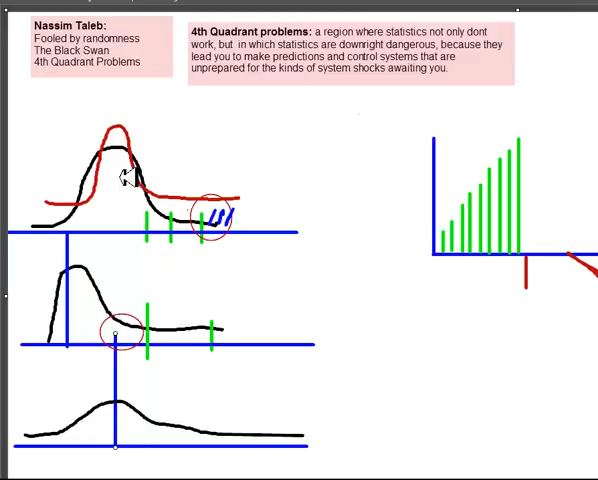 Nassim Taleb:
Fooled by randomness
The Black Swan
4th Quadrant Problems
4th Quadrant problems: a region where statistics not only dont
work, but in which statistics are downright dangerous, because they
lead you to make predictions and control systems that are
unprepared for the kinds of system shocks awaiting you.